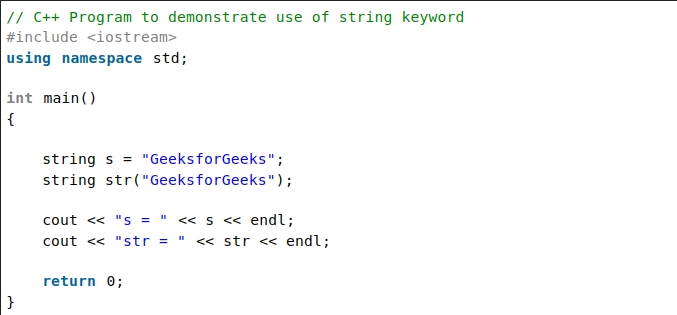 // C++ Program to demonstrate use of string keyword
#include <iostream>
using namespace std;
int main()
{
    string s = "GeeksforGeeks";
    string str("GeeksforGeeks");
    cout << "s = " << s << endl;
    cout << "str = " << str << endl;
    return 0;
}